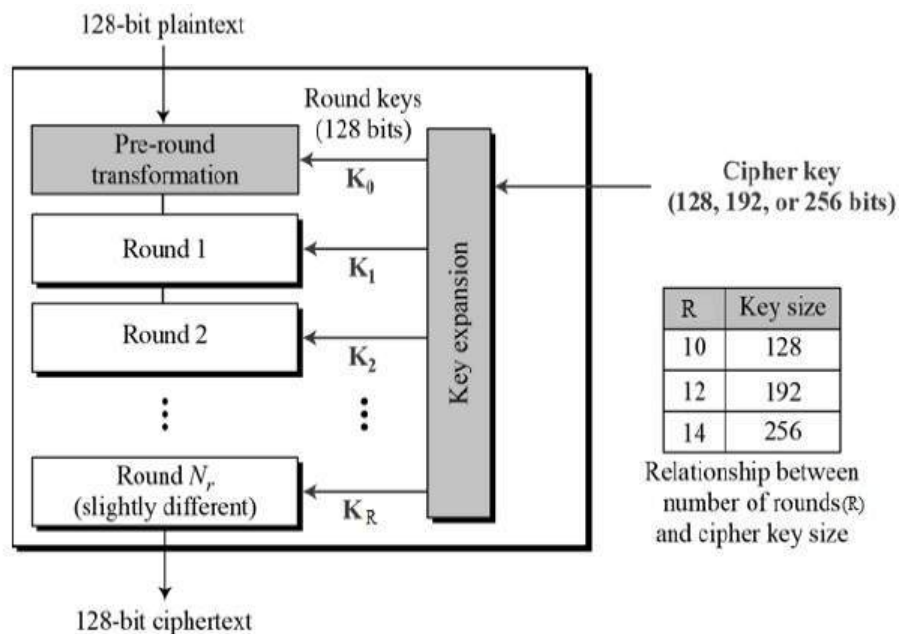 128-bit plaintext
Round keys
(128 bits)
Pre-round
transformation
K₀
Cipher key
(128, 192, or 256 bits)
Round 1
K₁
Key expansion
Round 2
K₂
R Key size
10 128
12 192
14 256
Round Nᵣ
(slightly different)
K R
Relationship between
number of rounds(R)
and cipher key size
128-bit ciphertext